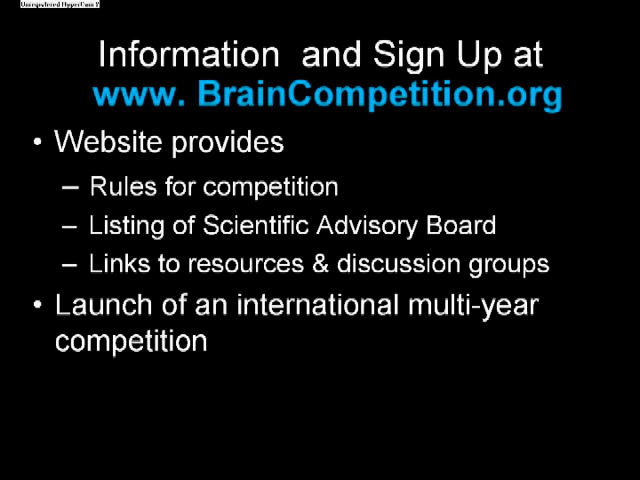 Unregistered HyperCam 2
Information and Sign Up at
www. BrainCompetition.org
• Website provides
– Rules for competition
– Listing of Scientific Advisory Board
– Links to resources & discussion groups
• Launch of an international multi-year
competition